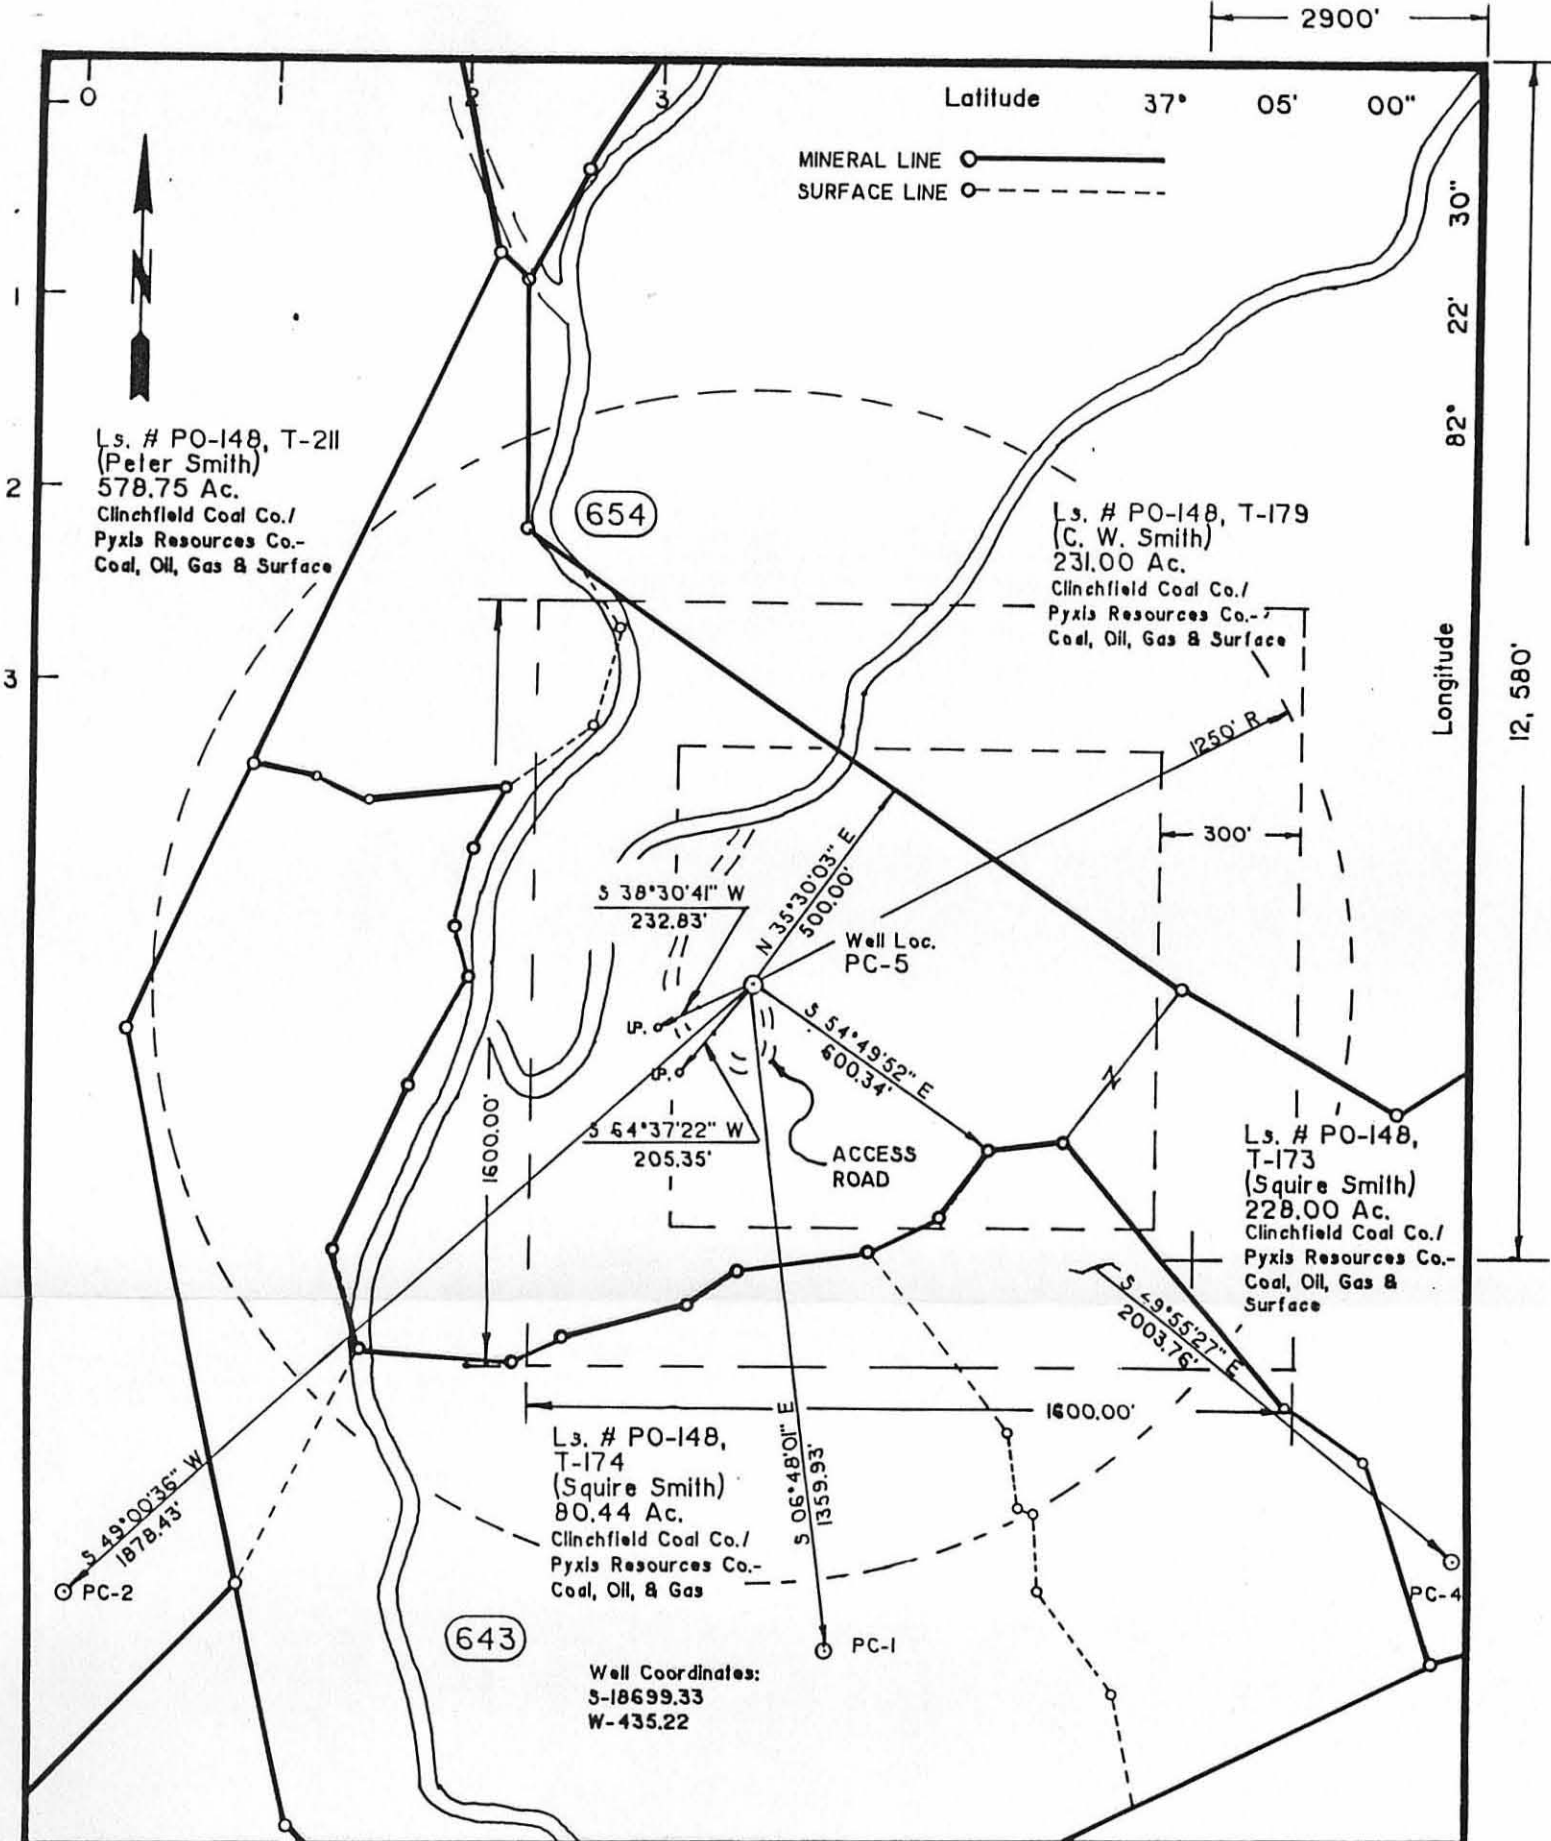 2900'
0 1 2 3
Latitude 37° 05' 00"
MINERAL LINE
SURFACE LINE
30"
22'
82°
Longitude
12,580'
N
1
2
3
Ls. # PO-148, T-211
(Peter Smith)
578.75 Ac.
Clinchfield Coal Co./
Pyxis Resources Co.-
Coal, Oil, Gas & Surface
654
Ls. # PO-148, T-179
(C. W. Smith)
231.00 Ac.
Clinchfield Coal Co./
Pyxis Resources Co.-
Coal, Oil, Gas & Surface
1250' R
300'
N 35°30'03" E
500.00'
S 38°30'41" W
232.83'
Well Loc.
PC-5
I.P.
I.P.
S 54°49'52" E
600.34'
Z
1600.00'
S 64°37'22" W
205.35'
ACCESS
ROAD
Ls. # PO-148,
T-173
(Squire Smith)
228.00 Ac.
Clinchfield Coal Co./
Pyxis Resources Co.-
Coal, Oil, Gas &
Surface
2003.76'
1600.00'
Ls. # PO-148,
T-174
(Squire Smith)
80.44 Ac.
Clinchfield Coal Co./
Pyxis Resources Co.-
Coal, Oil, & Gas
S 06°48'01" E
1359.93'
S 49°00'36" W
1878.43'
PC-2
PC-4
643
PC-1
Well Coordinates:
S-18699.33
W-435.22